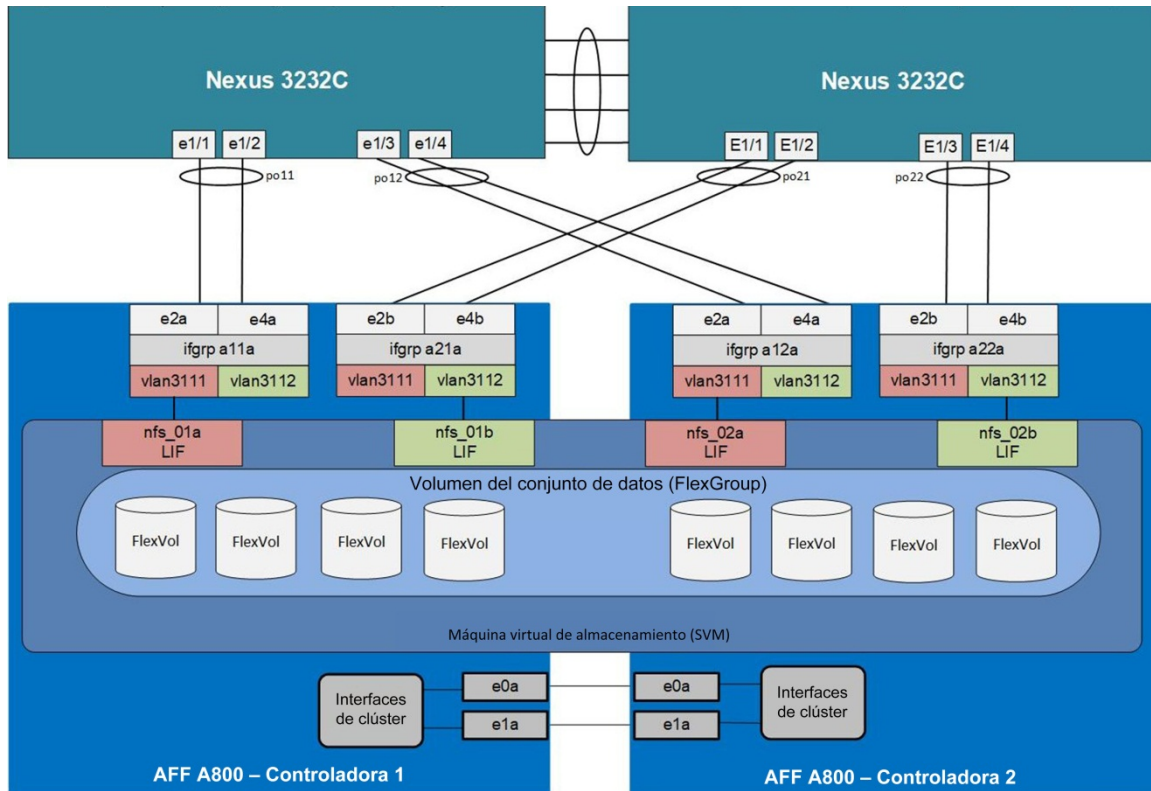 Nexus 3232C
Nexus 3232C
e1/1 e1/2 e1/3 e1/4
E1/1 E1/2 E1/3 E1/4
po11 po12 po21 po22
e2a e4a e2b e4b
e2a e4a e2b e4b
ifgrp a11a ifgrp a21a
ifgrp a12a ifgrp a22a
vlan3111 vlan3112 vlan3111 vlan3112
vlan3111 vlan3112 vlan3111 vlan3112
nfs_01a
LIF
nfs_01b
LIF
nfs_02a
LIF
nfs_02b
LIF
Volumen del conjunto de datos (FlexGroup)
FlexVol FlexVol FlexVol FlexVol
FlexVol FlexVol FlexVol FlexVol
Máquina virtual de almacenamiento (SVM)
Interfaces
de clúster
e0a
e1a
e0a
e1a
Interfaces
de clúster
AFF A800 – Controladora 1
AFF A800 – Controladora 2